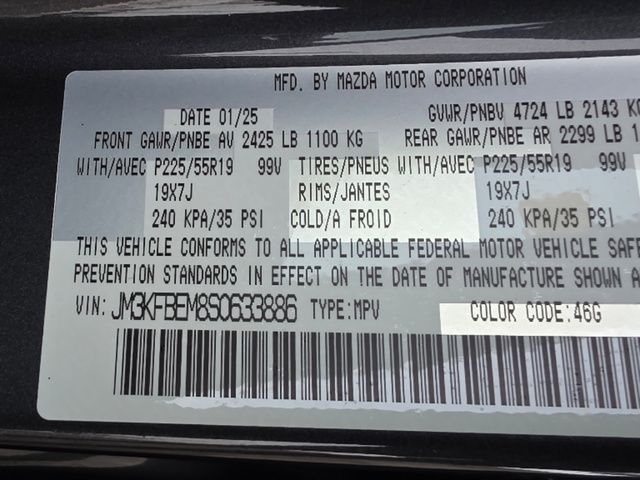 MFD. BY MAZDA MOTOR CORPORATION
DATE 01/25 GVWR/PNBV 4724 LB 2143 KG
FRONT GAWR/PNBE AV 2425 LB 1100 KG REAR GAWR/PNBE AR 2299 LB
WITH/AVEC P225/55R19 99V TIRES/PNEUS WITH/AVEC P225/55R19 99V
19X7J RIMS/JANTES 19X7J
240 KPA/35 PSI COLD/A FROID 240 KPA/35 PSI
THIS VEHICLE CONFORMS TO ALL APPLICABLE FEDERAL MOTOR VEHICLE SAFE
PREVENTION STANDARDS IN EFFECT ON THE DATE OF MANUFACTURE SHOWN A
VIN: JM3KFBEM8S0633886 TYPE:MPV COLOR CODE:46G